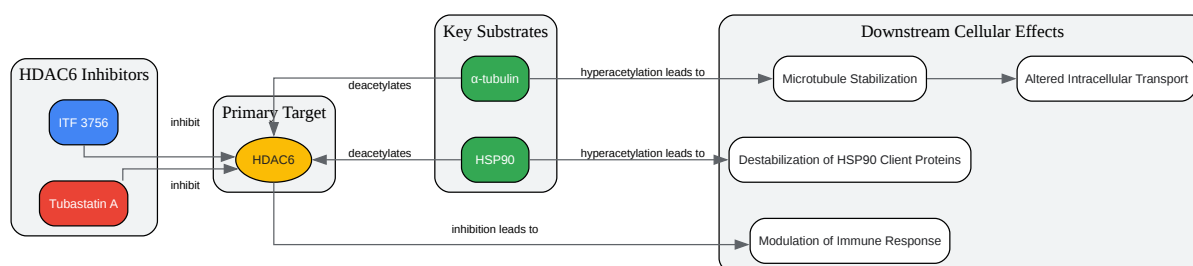 HDAC6 Inhibitors
ITF 3756
Tubastatin A
inhibit
inhibit
Primary Target
HDAC6
deacetylates
deacetylates
Key Substrates
α-tubulin
HSP90
hyperacetylation leads to
hyperacetylation leads to
inhibition leads to
Downstream Cellular Effects
Microtubule Stabilization
Altered Intracellular Transport
Destabilization of HSP90 Client Proteins
Modulation of Immune Response